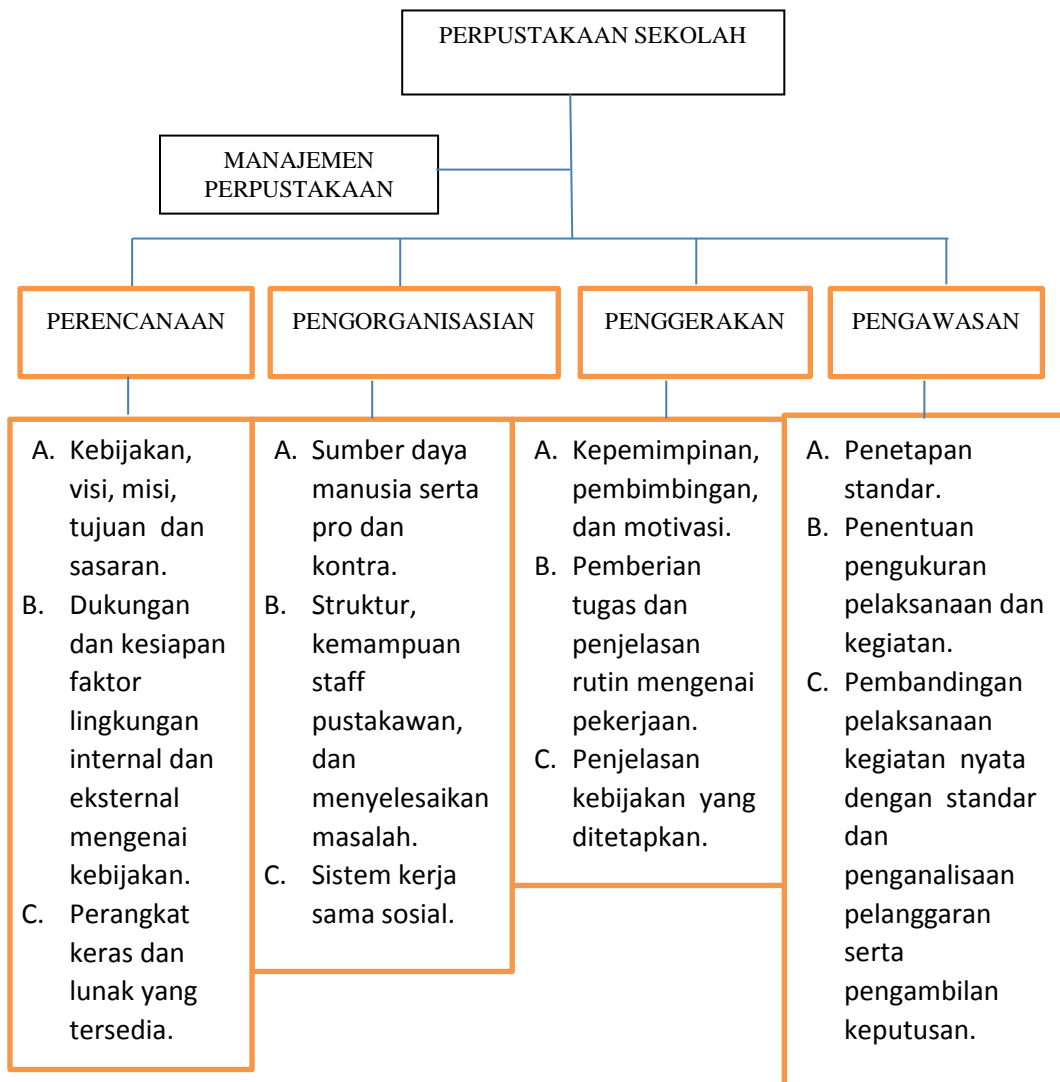 PERPUSTAKAAN SEKOLAH
MANAJEMEN
PERPUSTAKAAN
PERENCANAAN
PENGORGANISASIAN
PENGGERAKAN
PENGAWASAN
A. Kebijakan,
visi, misi,
tujuan dan
sasaran.
B. Dukungan
dan kesiapan
faktor
lingkungan
internal dan
eksternal
mengenai
kebijakan.
C. Perangkat
keras dan
lunak yang
tersedia.
A. Sumber daya
manusia serta
pro dan
kontra.
B. Struktur,
kemampuan
staff
pustakawan,
dan
menyelesaikan
masalah.
C. Sistem kerja
sama sosial.
A. Kepemimpinan,
pembimbingan,
dan motivasi.
B. Pemberian
tugas dan
penjelasan
rutin mengenai
pekerjaan.
C. Penjelasan
kebijakan yang
ditetapkan.
A. Penetapan
standar.
B. Penentuan
pengukuran
pelaksanaan dan
kegiatan.
C. Pembandingan
pelaksanaan
kegiatan nyata
dengan standar
dan
penganalisaan
pelanggaran
serta
pengambilan
keputusan.